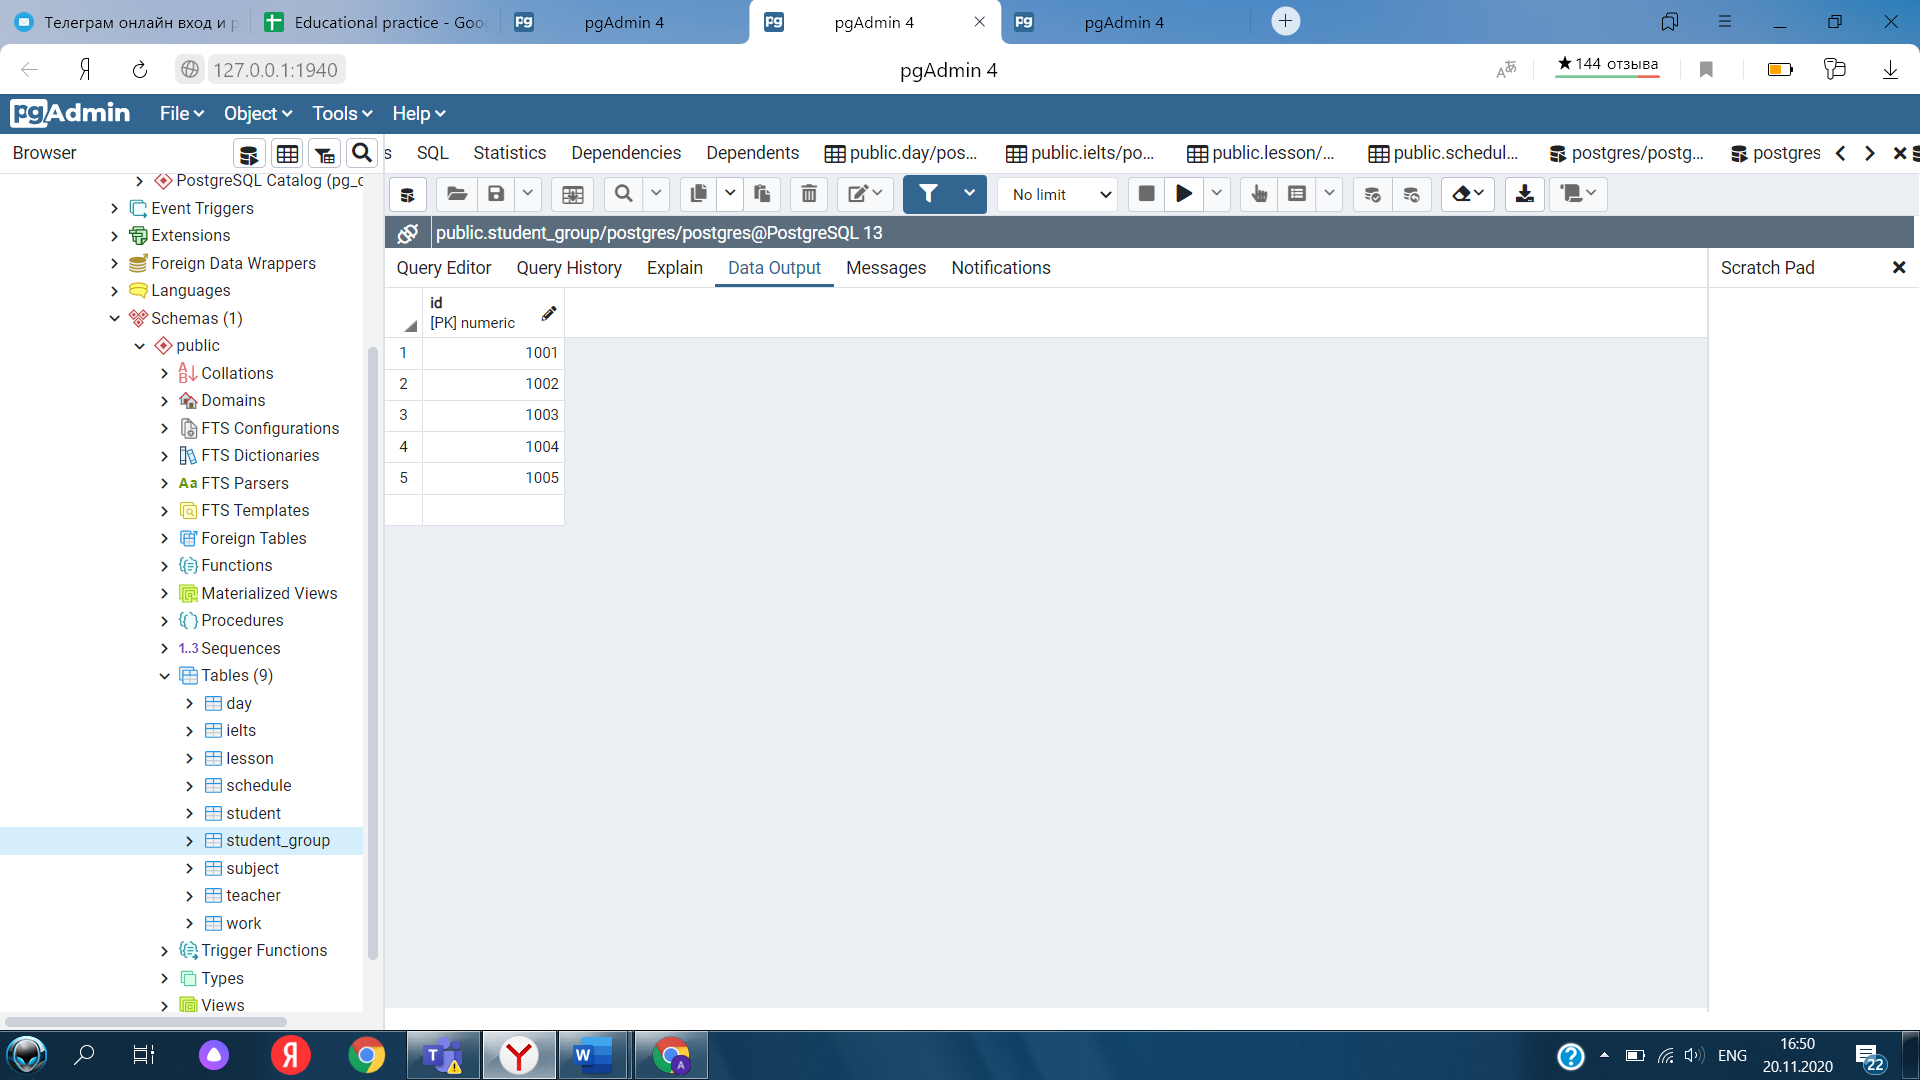 Телеграм онлайн вход и р
Educational practice - Goo
pgAdmin 4
pgAdmin 4
pgAdmin 4
127.0.0.1:1940
pgAdmin 4
★144 отзыва
pgAdmin
File
Object
Tools
Help
Browser
s
SQL
Statistics
Dependencies
Dependents
public.day/pos...
public.ielts/po...
public.lesson/...
public.schedul...
postgres/postg...
postgres
No limit
public.student_group/postgres/postgres@PostgreSQL 13
Query Editor
Query History
Explain
Data Output
Messages
Notifications
Scratch Pad
id
[PK] numeric
1 1001
2 1002
3 1003
4 1004
5 1005
PostgreSQL Catalog (pg_c
Event Triggers
Extensions
Foreign Data Wrappers
Languages
Schemas (1)
public
Collations
Domains
FTS Configurations
FTS Dictionaries
Aa FTS Parsers
FTS Templates
Foreign Tables
Functions
Materialized Views
Procedures
1..3 Sequences
Tables (9)
day
ielts
lesson
schedule
student
student_group
subject
teacher
work
Trigger Functions
Types
Views
ENG
16:50
20.11.2020
22